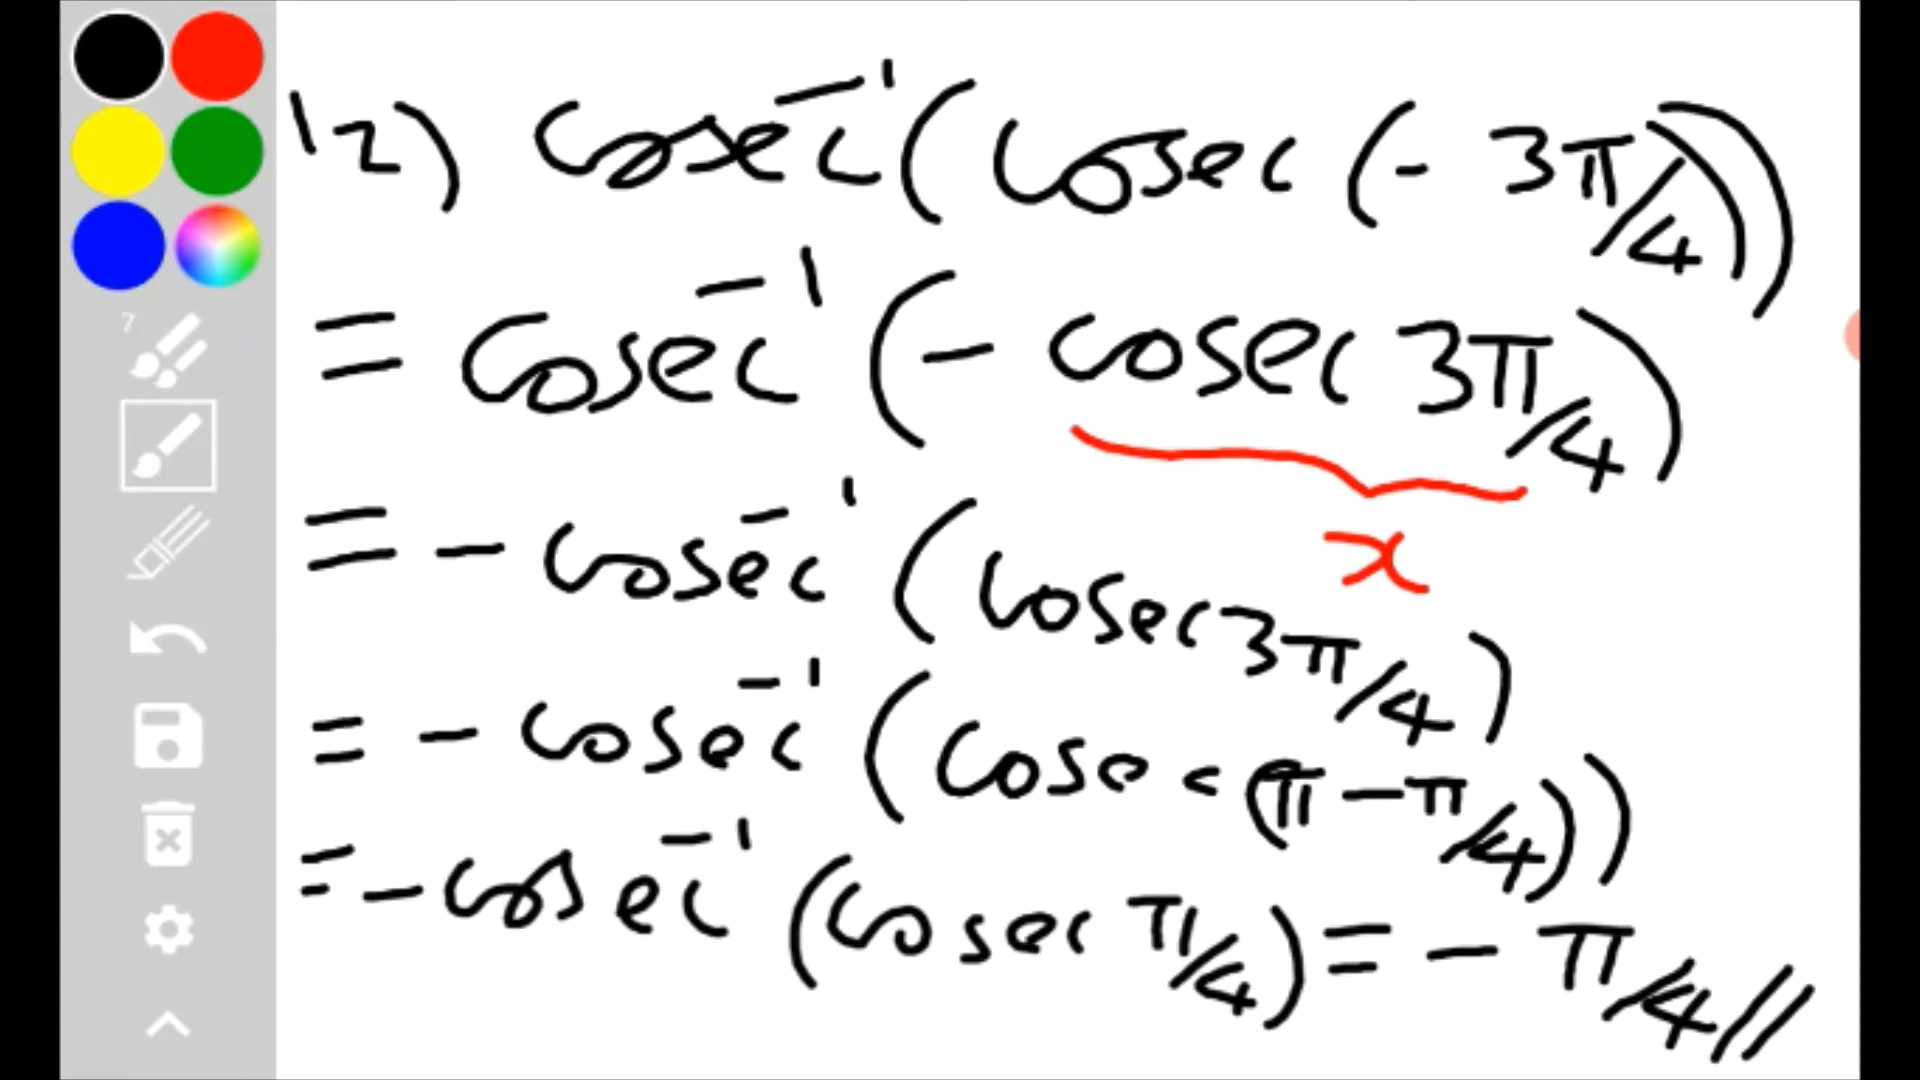 12) cosec⁻¹(cosec(-3π/4))
= cosec⁻¹(-cosec 3π/4)
x
= -cosec⁻¹(cosec 3π/4)
= -cosec⁻¹(cosec(π-π/4))
= -cosec⁻¹(cosec π/4) = -π/4//
7